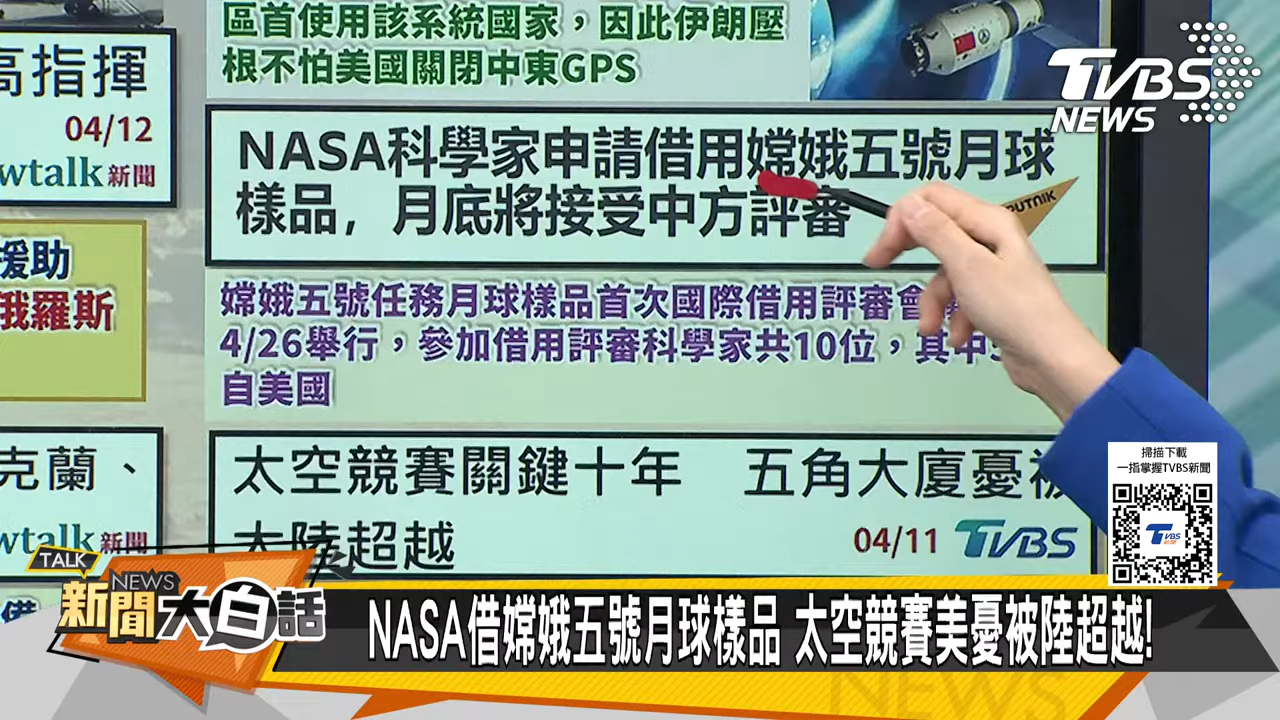 區首使用該系統國家，因此伊朗壓
根不怕美國關閉中東GPS
TVBS
NEWS
高指揮
04/12
wtalk新聞
NASA科學家申請借用嫦娥五號月球
樣品，月底將接受中方評審
PUTNIK
援助
俄羅斯
嫦娥五號任務月球樣品首次國際借用評審會
4/26舉行，參加借用評審科學家共10位，其中
自美國
克蘭、
wtalk新聞
太空競賽關鍵十年　五角大廈憂被
大陸超越
04/11 TVBS
掃描下載
一指掌握TVBS新聞
TVBS
新聞
備
TALK
NEWS
新聞大白話
NASA借嫦娥五號月球樣品 太空競賽美憂被陸超越!
NEWS